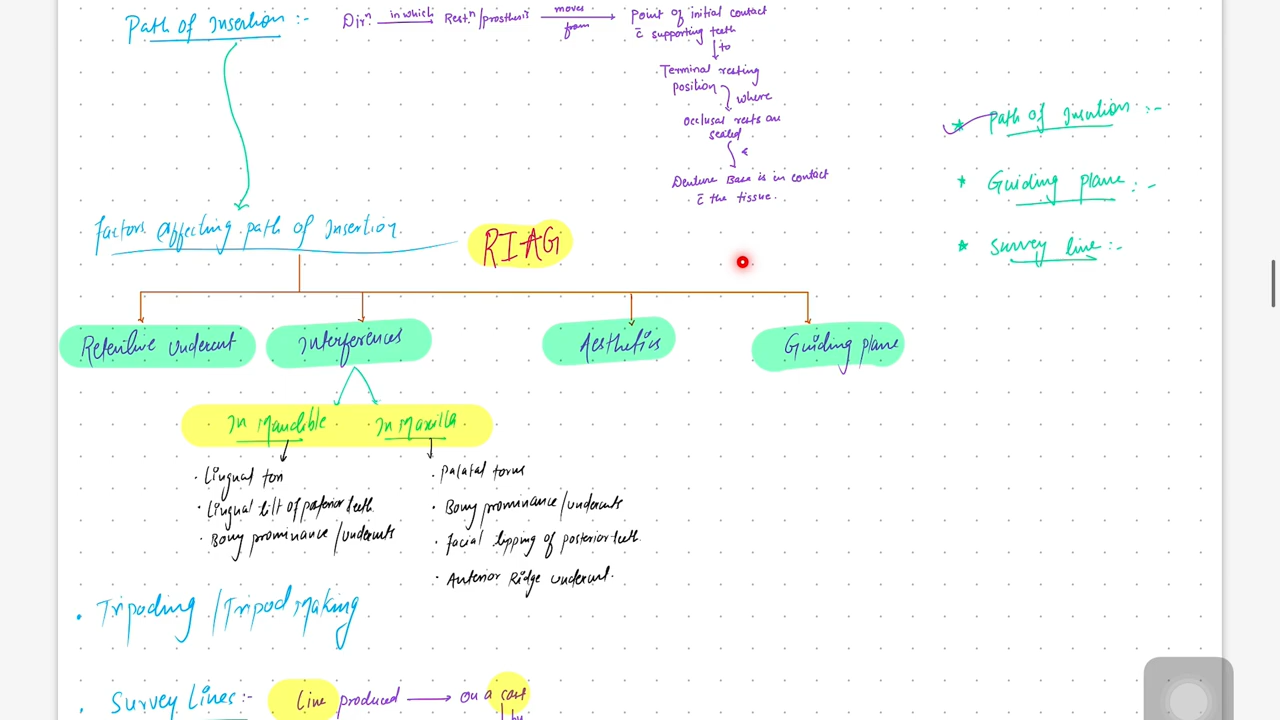 Path of Insertion :-
Dirⁿ in which Rest.ⁿ/prosthesis moves from Point of initial contact
c̄ supporting teeth
to
Terminal resting
position
where
Occlusal rests are
seated
&
Denture Base is in contact
c̄ the tissue.
* Path of Insertion :-
* Guiding plane :-
* Survey line :-
factors affecting path of Insertion.
RIAG
Retentive undercut
Interferences
Aesthetics
Guiding plane
In Mandible.
In Maxilla
· Lingual tori
· Lingual tilt of posterior teeth.
· Bony prominance/undercuts
· Palatal torus
· Bony prominance/undercuts
· facial tipping of posterior teeth.
· Anterior Ridge undercut.
· Tripoding / Tripod Making
Survey Lines:- Line produced → on a cast
by